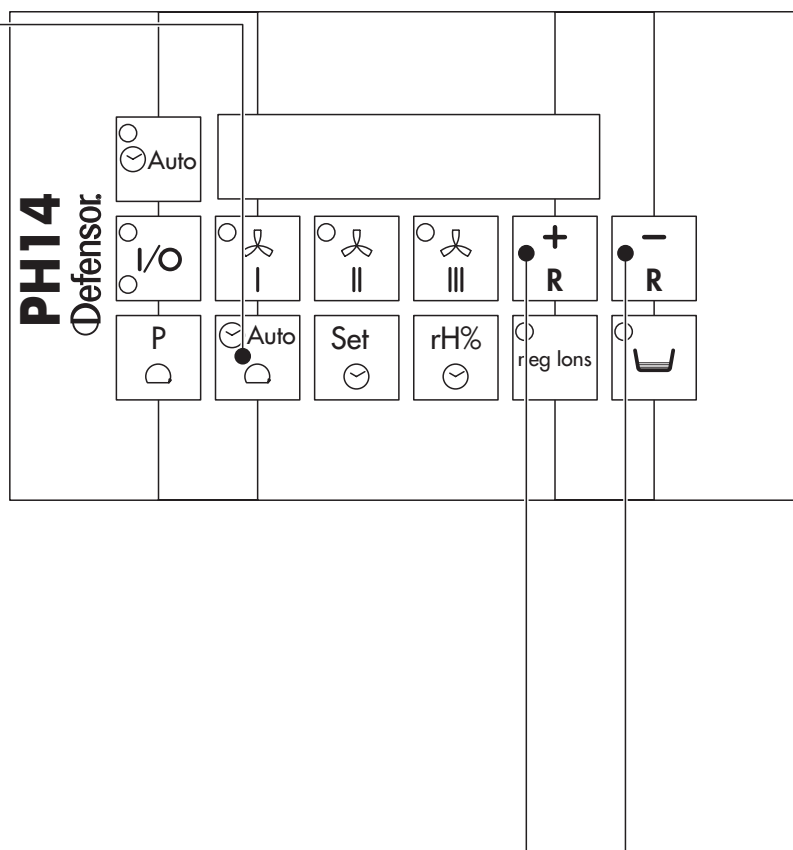 PH14
Defensor.
Auto
I/O
I
II
III
+
R
−
R
P
Auto
Set
rH%
neg Ions